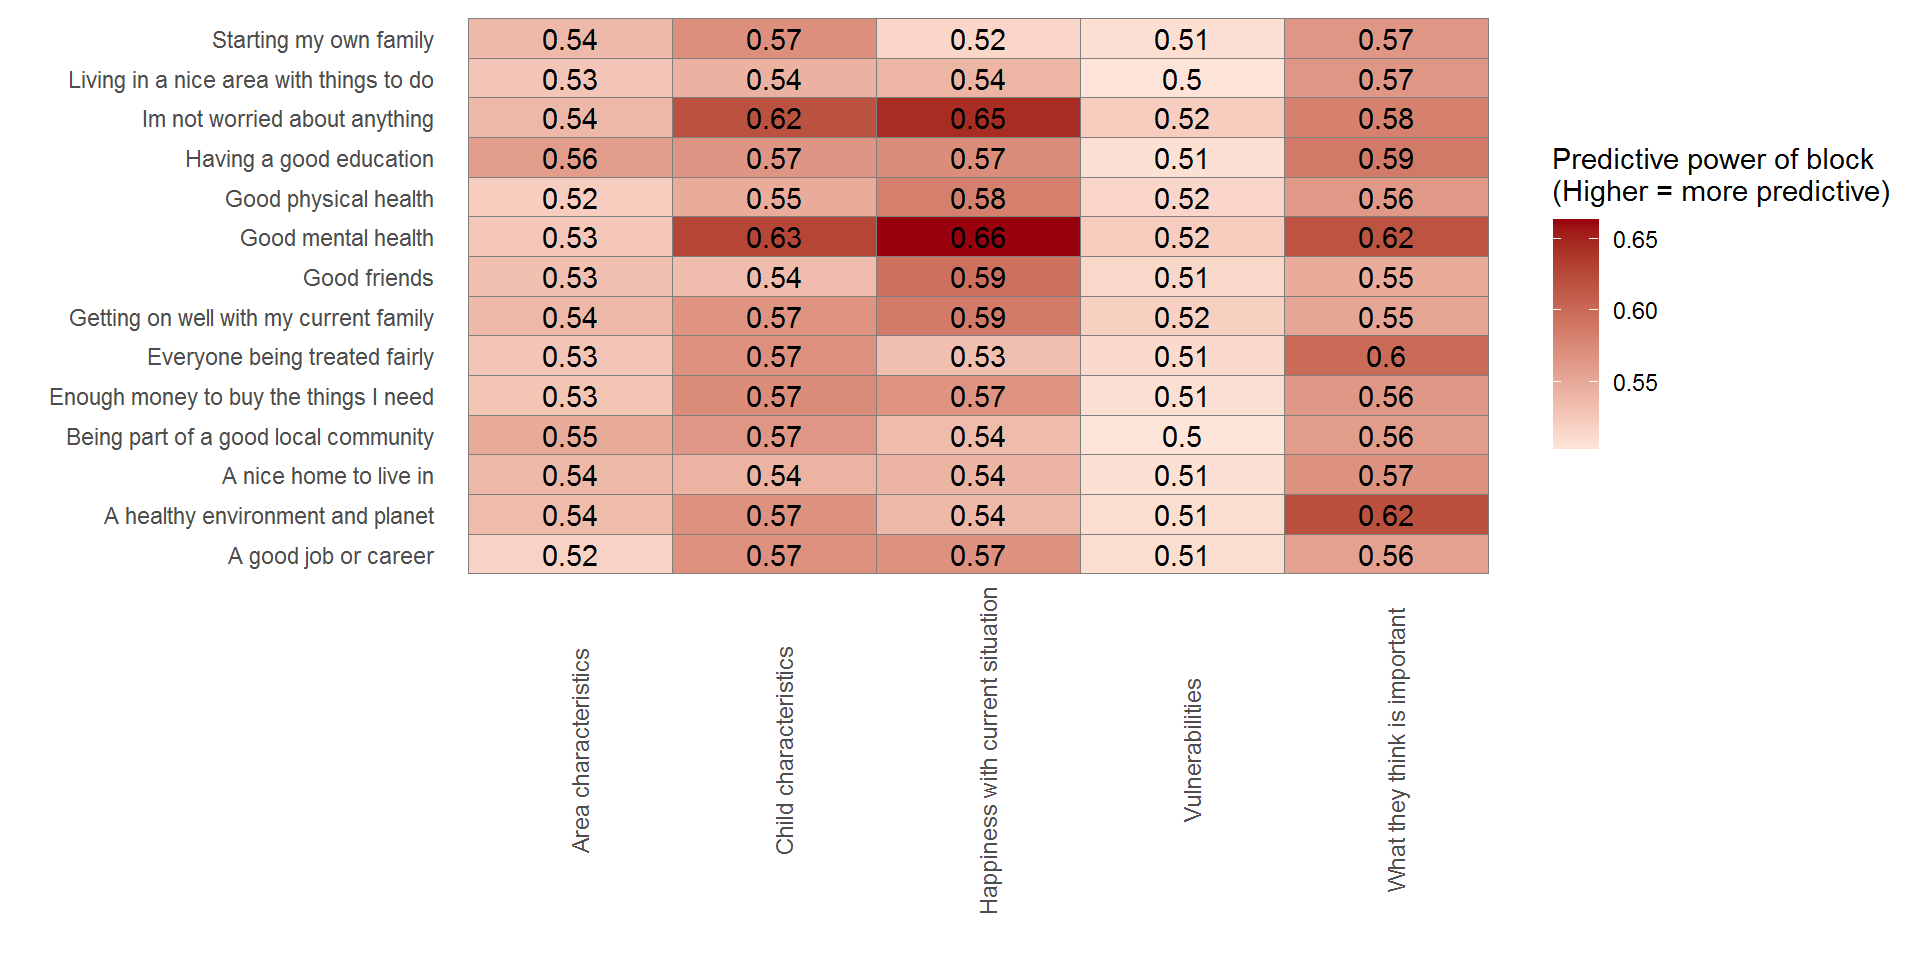 Starting my own family 0.54 0.57 0.52 0.51 0.57
Living in a nice area with things to do 0.53 0.54 0.54 0.5 0.57
Im not worried about anything 0.54 0.62 0.65 0.52 0.58
Having a good education 0.56 0.57 0.57 0.51 0.59
Good physical health 0.52 0.55 0.58 0.52 0.56
Good mental health 0.53 0.63 0.66 0.52 0.62
Good friends 0.53 0.54 0.59 0.51 0.55
Getting on well with my current family 0.54 0.57 0.59 0.52 0.55
Everyone being treated fairly 0.53 0.57 0.53 0.51 0.6
Enough money to buy the things I need 0.53 0.57 0.57 0.51 0.56
Being part of a good local community 0.55 0.57 0.54 0.5 0.56
A nice home to live in 0.54 0.54 0.54 0.51 0.57
A healthy environment and planet 0.54 0.57 0.54 0.51 0.62
A good job or career 0.52 0.57 0.57 0.51 0.56
Area characteristics
Child characteristics
Happiness with current situation
Vulnerabilities
What they think is important
Predictive power of block
(Higher = more predictive)
0.65
0.60
0.55